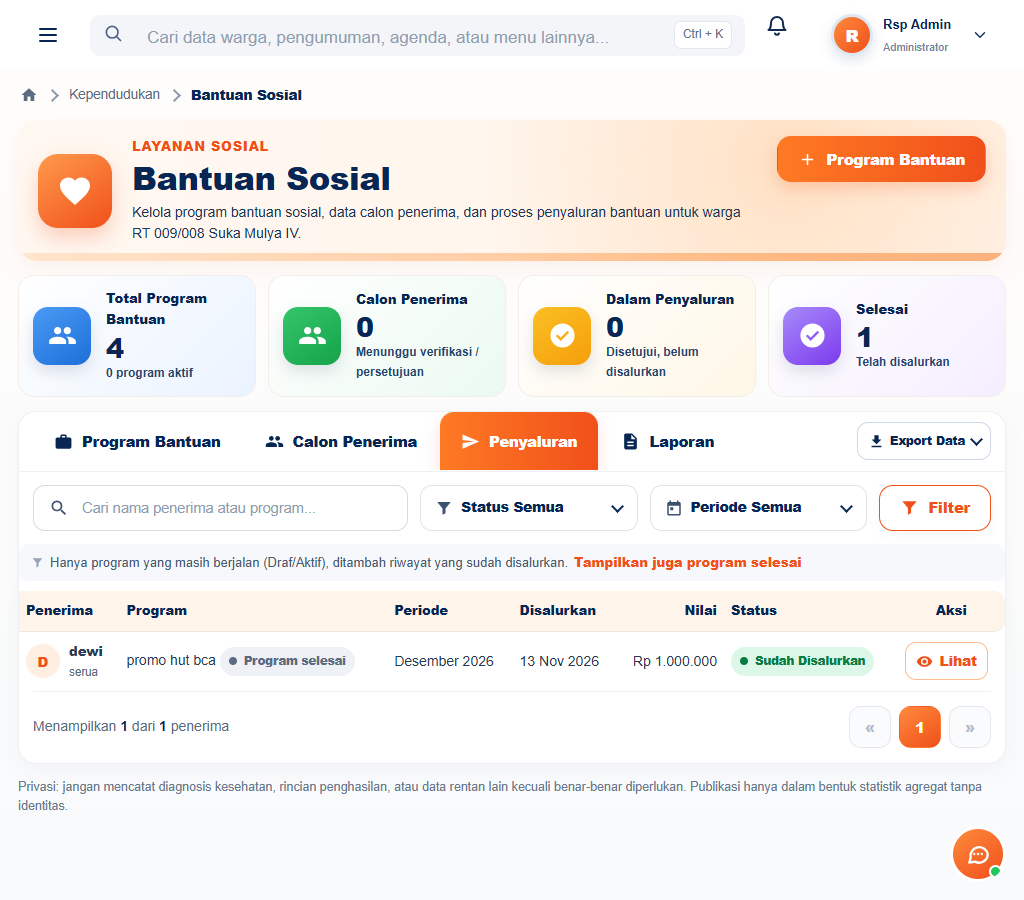 Cari data warga, pengumuman, agenda, atau menu lainnya...
Ctrl + K
R
Rsp Admin
Administrator
Kependudukan
Bantuan Sosial
LAYANAN SOSIAL
Bantuan Sosial
Kelola program bantuan sosial, data calon penerima, dan proses penyaluran bantuan untuk warga
RT 009/008 Suka Mulya IV.
+ Program Bantuan
Total Program
Bantuan
4
0 program aktif
Calon Penerima
0
Menunggu verifikasi /
persetujuan
Dalam Penyaluran
0
Disetujui, belum
disalurkan
Selesai
1
Telah disalurkan
Program Bantuan
Calon Penerima
Penyaluran
Laporan
Export Data
Cari nama penerima atau program...
Status Semua
Periode Semua
Filter
Hanya program yang masih berjalan (Draf/Aktif), ditambah riwayat yang sudah disalurkan. Tampilkan juga program selesai
Penerima Program Periode Disalurkan Nilai Status Aksi
D
dewi
serua
promo hut bca
Program selesai
Desember 2026
13 Nov 2026
Rp 1.000.000
Sudah Disalurkan
Lihat
Menampilkan 1 dari 1 penerima
« 1 »
Privasi: jangan mencatat diagnosis kesehatan, rincian penghasilan, atau data rentan lain kecuali benar-benar diperlukan. Publikasi hanya dalam bentuk statistik agregat tanpa
identitas.